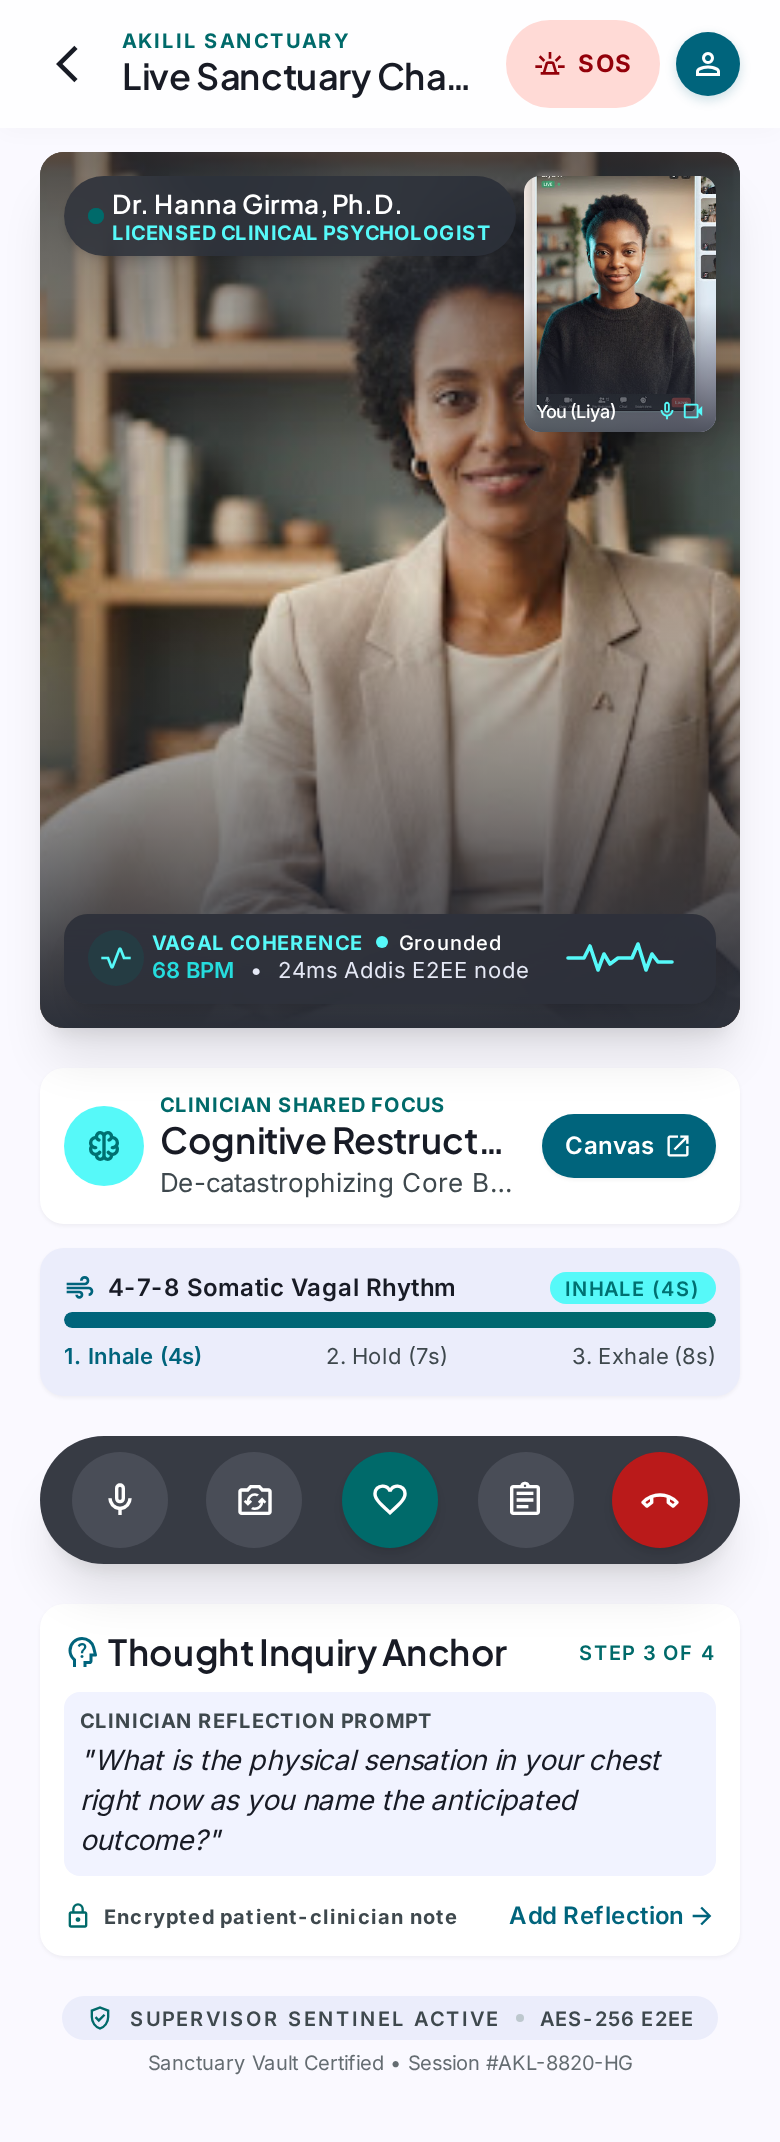 AKILIL SANCTUARY
Live Sanctuary Cha...
SOS
Dr. Hanna Girma, Ph.D.
LICENSED CLINICAL PSYCHOLOGIST
LIVE
You (Liya)
VAGAL COHERENCE • Grounded
68 BPM • 24ms Addis E2EE node
CLINICIAN SHARED FOCUS
Cognitive Restruct...
De-catastrophizing Core B...
Canvas
4-7-8 Somatic Vagal Rhythm
INHALE (4S)
1. Inhale (4s)
2. Hold (7s)
3. Exhale (8s)
Thought Inquiry Anchor
STEP 3 OF 4
CLINICIAN REFLECTION PROMPT
"What is the physical sensation in your chest
right now as you name the anticipated
outcome?"
Encrypted patient-clinician note
Add Reflection →
SUPERVISOR SENTINEL ACTIVE • AES-256 E2EE
Sanctuary Vault Certified • Session #AKL-8820-HG